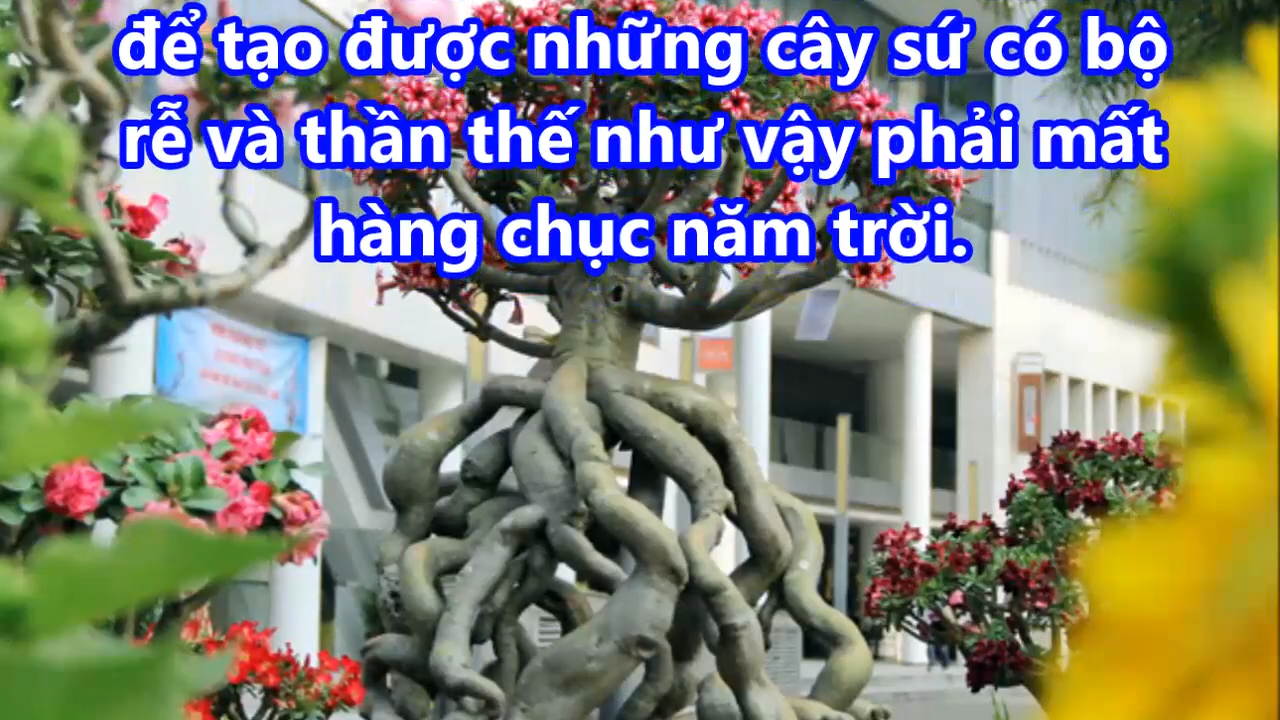 để tạo được những cây sứ có bộ
rễ và thần thế như vậy phải mất
hàng chục năm trời.